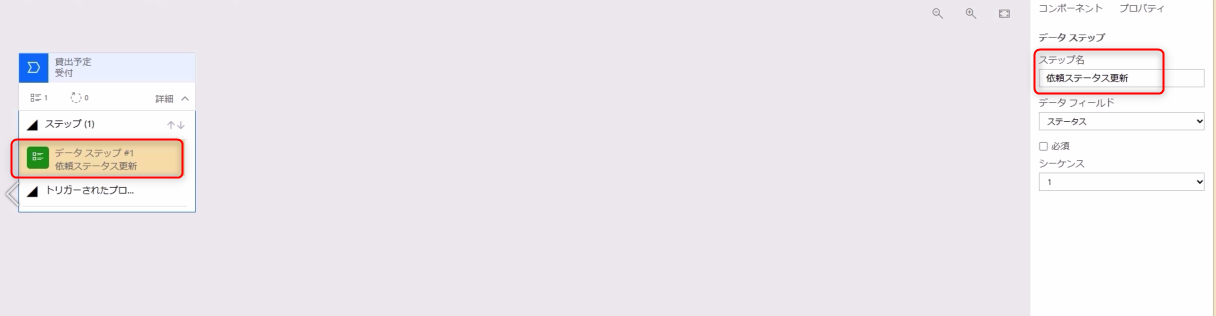 コンポーネント プロパティ
貸出予定
受付
1 0 詳細
ステップ (1)
データ ステップ #1
依頼ステータス更新
トリガーされたプロ...
データ ステップ
ステップ名
依頼ステータス更新
データ フィールド
ステータス
必須
シーケンス
1